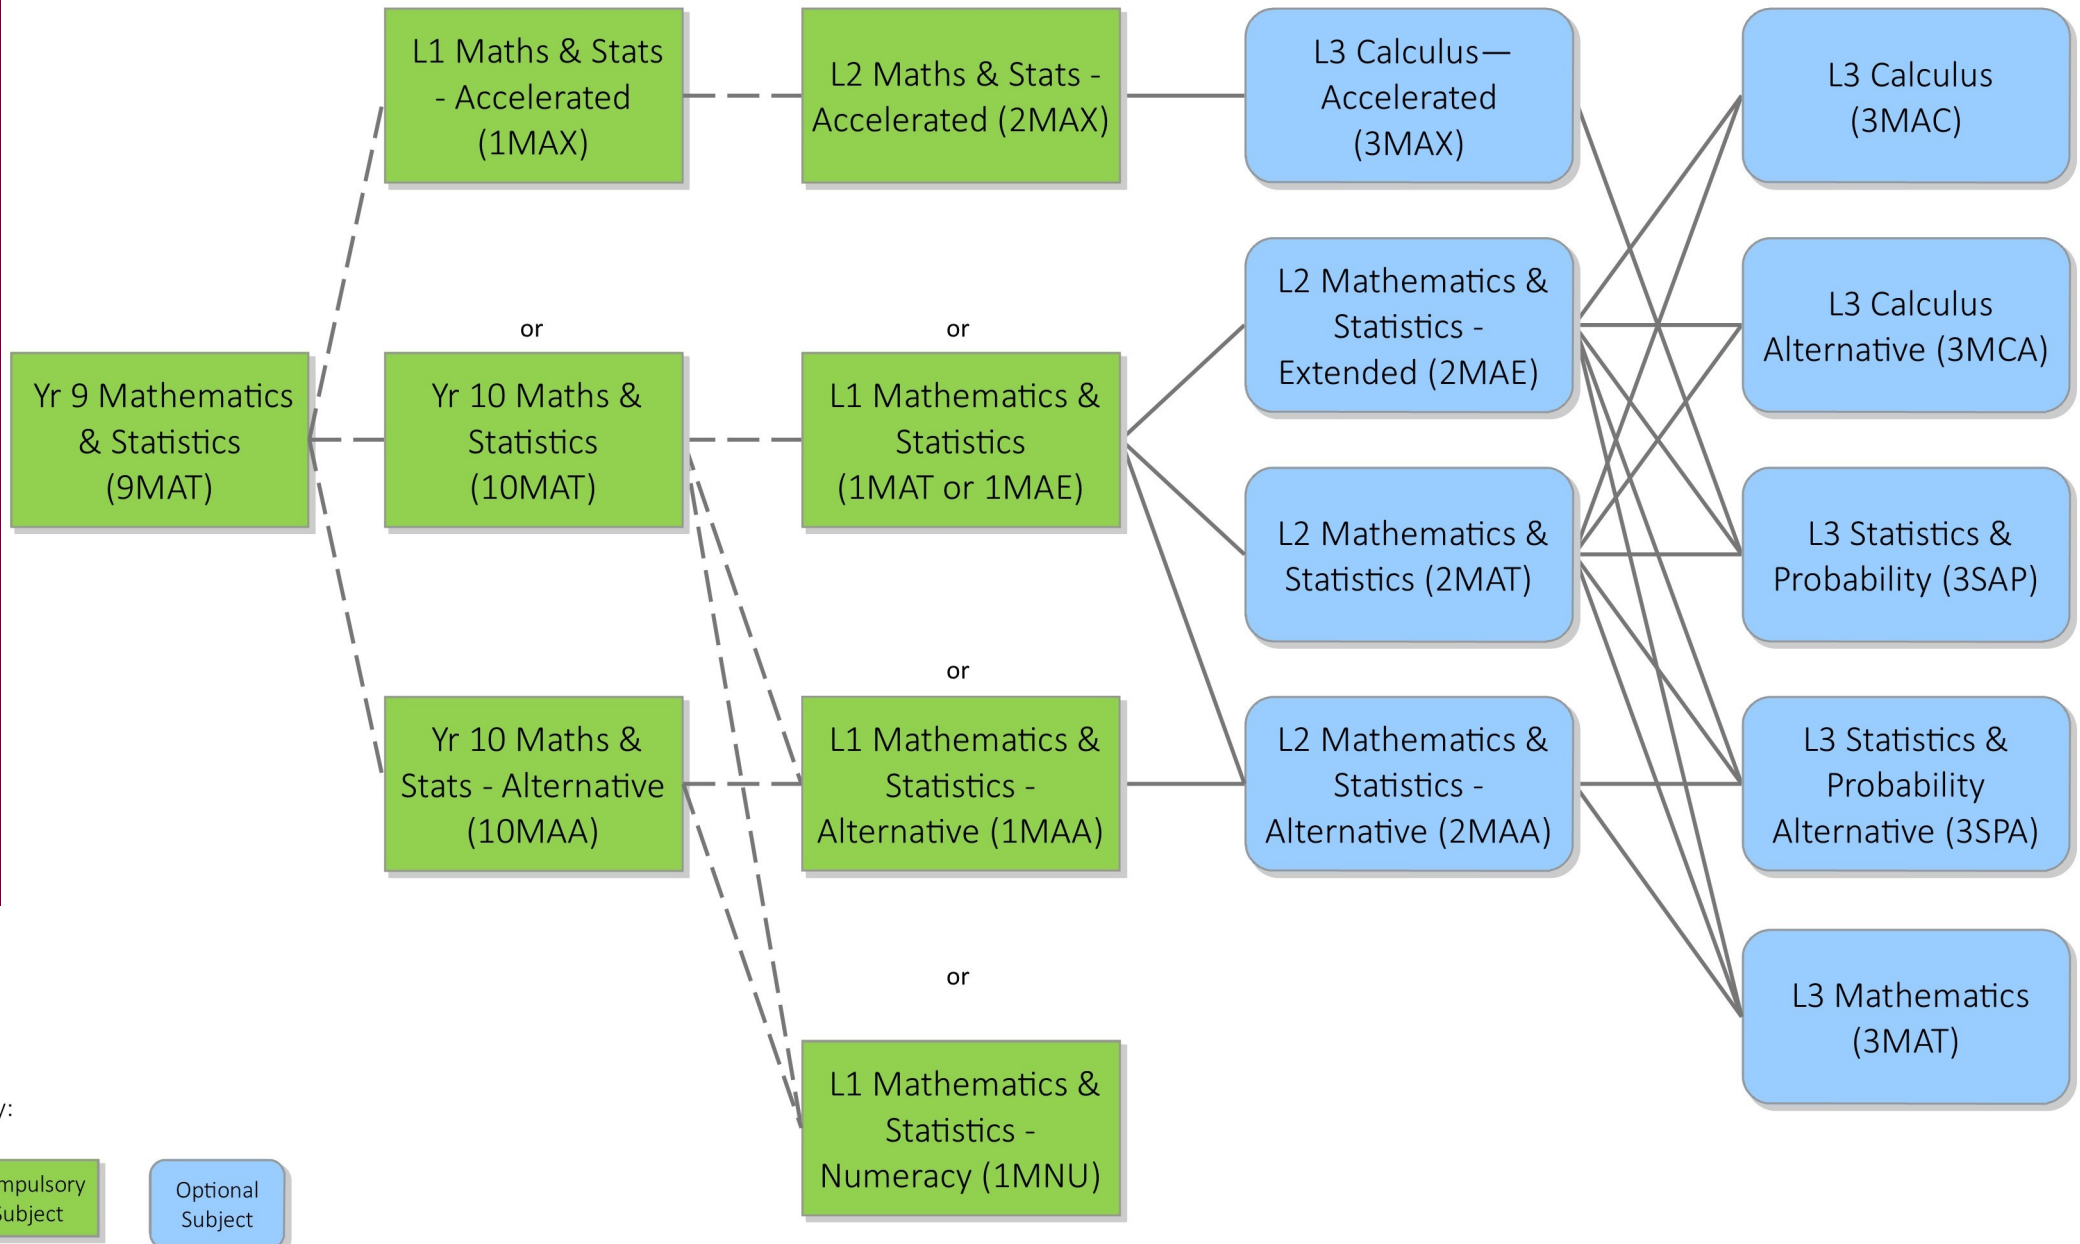 L1 Maths & Stats
- Accelerated
(1MAX)
L2 Maths & Stats -
Accelerated (2MAX)
L3 Calculus—
Accelerated
(3MAX)
L3 Calculus
(3MAC)
or
or
L2 Mathematics &
Statistics -
Extended (2MAE)
L3 Calculus
Alternative (3MCA)
Yr 9 Mathematics
& Statistics
(9MAT)
Yr 10 Maths &
Statistics
(10MAT)
L1 Mathematics &
Statistics
(1MAT or 1MAE)
L2 Mathematics &
Statistics (2MAT)
L3 Statistics &
Probability (3SAP)
or
Yr 10 Maths &
Stats - Alternative
(10MAA)
L1 Mathematics &
Statistics -
Alternative (1MAA)
L2 Mathematics &
Statistics -
Alternative (2MAA)
L3 Statistics &
Probability
Alternative (3SPA)
or
L3 Mathematics
(3MAT)
L1 Mathematics &
Statistics -
Numeracy (1MNU)
y:
mpulsory
Subject
Optional
Subject